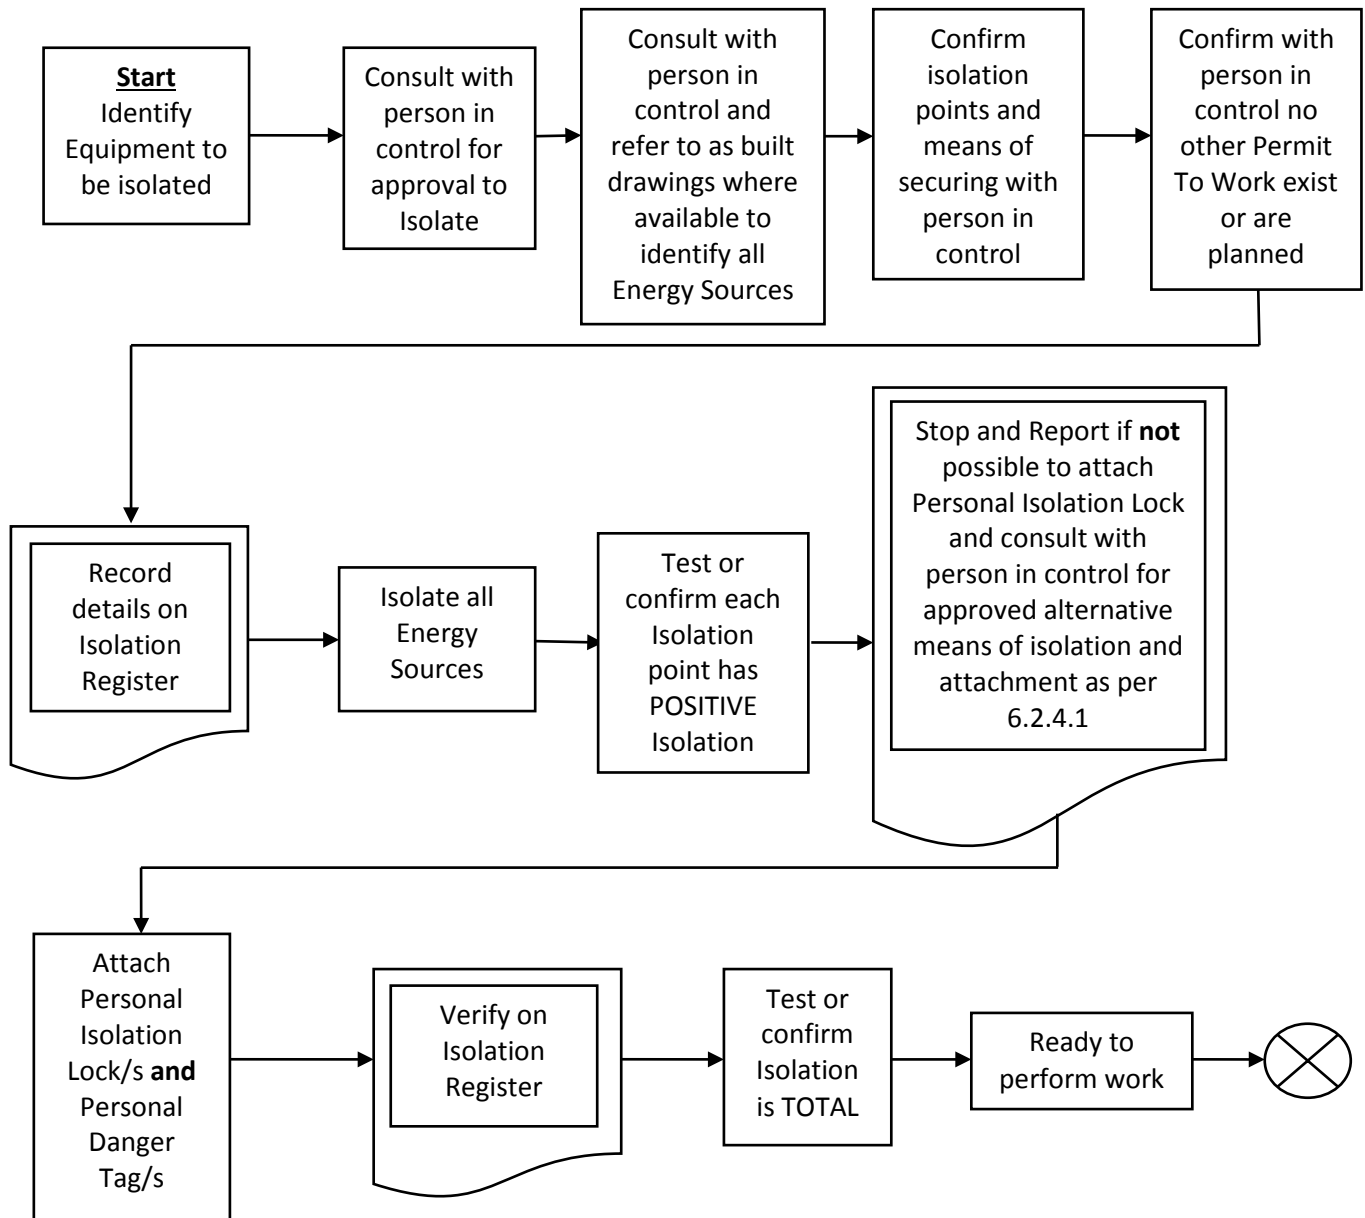 Start
Identify
Equipment to
be isolated
Consult with
person in
control for
approval to
Isolate
Consult with
person in
control and
refer to as built
drawings where
available to
identify all
Energy Sources
Confirm
isolation
points and
means of
securing with
person in
control
Confirm with
person in
control no
other Permit
To Work exist
or are
planned
Record
details on
Isolation
Register
Isolate all
Energy
Sources
Test or
confirm each
Isolation
point has
POSITIVE
Isolation
Stop and Report if not
possible to attach
Personal Isolation Lock
and consult with
person in control for
approved alternative
means of isolation and
attachment as per
6.2.4.1
Attach
Personal
Isolation
Lock/s and
Personal
Danger
Tag/s
Verify on
Isolation
Register
Test or
confirm
Isolation
is TOTAL
Ready to
perform work